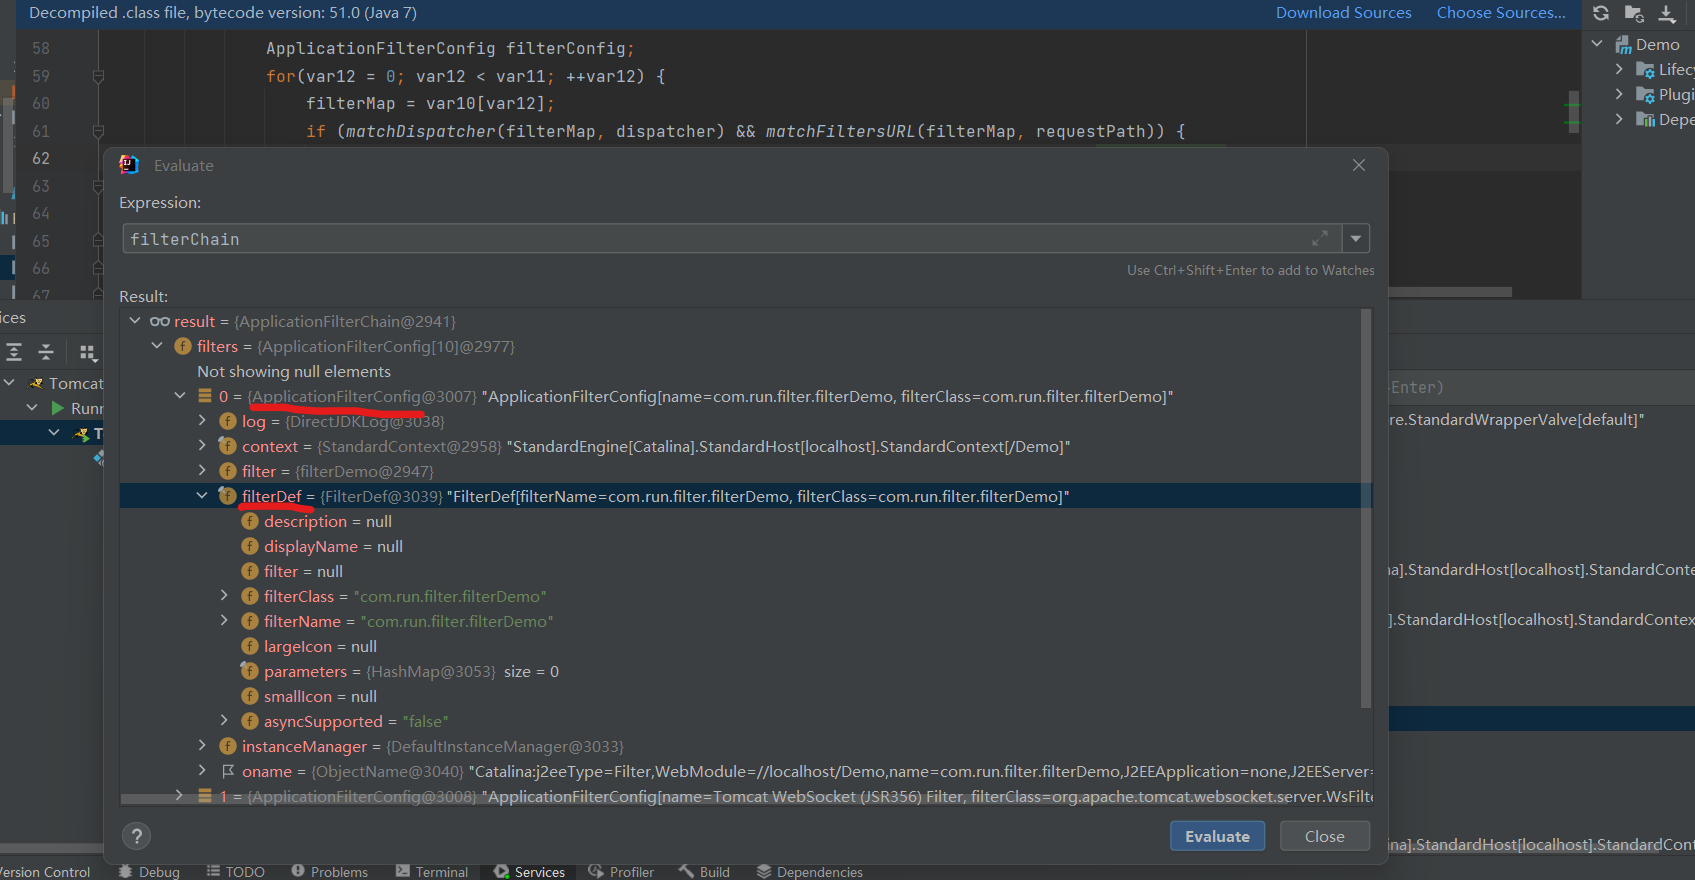 Decompiled .class file, bytecode version: 51.0 (Java 7)
Download Sources
Choose Sources...
58 ApplicationFilterConfig filterConfig;
59 for(var12 = 0; var12 < var11; ++var12) {
60 filterMap = var10[var12];
61 if (matchDispatcher(filterMap, dispatcher) && matchFiltersURL(filterMap, requestPath)) {
62
63
64
65
66
67
Demo
Lifecy
Plugi
Depe
Evaluate
Expression:
filterChain
Use Ctrl+Shift+Enter to add to Watches
Result:
result = {ApplicationFilterChain@2941}
filters = {ApplicationFilterConfig[10]@2977}
Not showing null elements
0 = {ApplicationFilterConfig@3007} "ApplicationFilterConfig[name=com.run.filter.filterDemo, filterClass=com.run.filter.filterDemo]"
log = {DirectJDKLog@3038}
context = {StandardContext@2958} "StandardEngine[Catalina].StandardHost[localhost].StandardContext[/Demo]"
filter = {filterDemo@2947}
filterDef = {FilterDef@3039} "FilterDef[filterName=com.run.filter.filterDemo, filterClass=com.run.filter.filterDemo]"
description = null
displayName = null
filter = null
filterClass = "com.run.filter.filterDemo"
filterName = "com.run.filter.filterDemo"
largeIcon = null
parameters = {HashMap@3053} size = 0
smallIcon = null
asyncSupported = "false"
instanceManager = {DefaultInstanceManager@3033}
oname = {ObjectName@3040} "Catalina:j2eeType=Filter,WebModule=//localhost/Demo,name=com.run.filter.filterDemo,J2EEApplication=none,J2EEServer=
1 = {ApplicationFilterConfig@3008} "ApplicationFilterConfig[name=Tomcat WebSocket (JSR356) Filter, filterClass=org.apache.tomcat.websocket.server.WsFilte
?
Evaluate
Close
ices
Tomcat
Runn
T
Enter)
re.StandardWrapperValve[default]"
na].StandardHost[localhost].StandardConte
].StandardHost[localhost].StandardContex
ina].StandardHost[localhost].StandardCont
Version Control
Debug
TODO
Problems
Terminal
Services
Profiler
Build
Dependencies